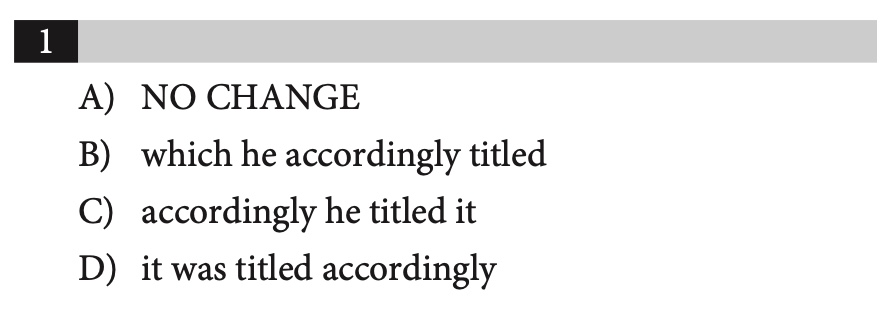 1
A) NO CHANGE
B) which he accordingly titled
C) accordingly he titled it
D) it was titled accordingly